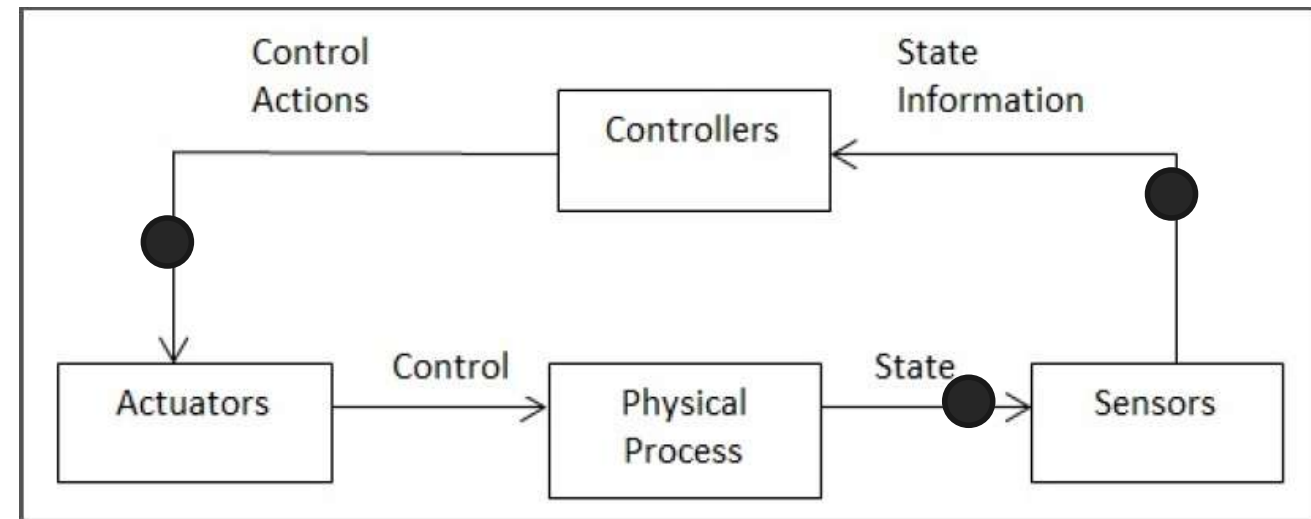 Control
Actions
State
Information
Controllers
Control
State
Actuators
Physical
Process
Sensors